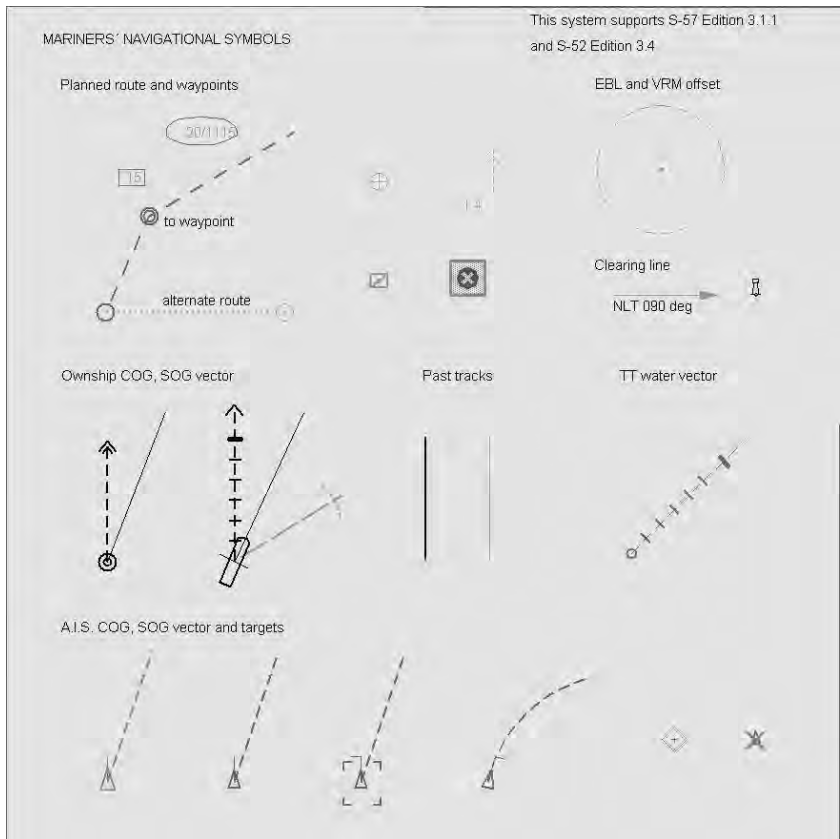 This system supports S-57 Edition 3.1.1
MARINERS´ NAVIGATIONAL SYMBOLS
and S-52 Edition 3.4
Planned route and waypoints
EBL and VRM offset
20/1115
15
to waypoint
Clearing line
alternate route
NLT 090 deg
Ownship COG, SOG vector
Past tracks
TT water vector
A.I.S. COG, SOG vector and targets